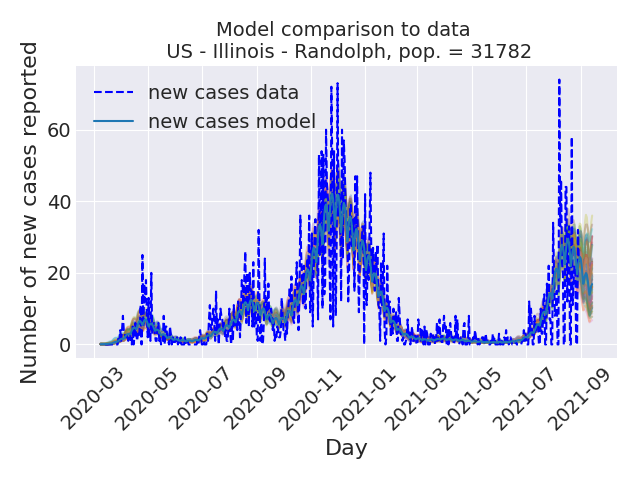 Model comparison to data
US - Illinois - Randolph, pop. = 31782
Number of new cases reported
new cases data
new cases model
60
40
20
0
2020-03
2020-05
2020-07
2020-09
2020-11
2021-01
2021-03
2021-05
2021-07
2021-09
Day